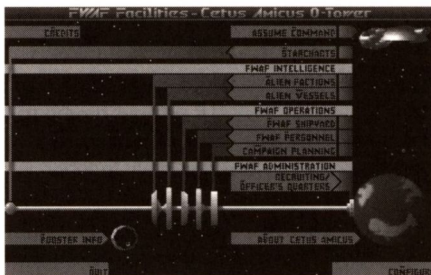 FWAF Facilities - Cetus Amicus O-Tower
CREDITS
ASSUME COMMAND
STARCHARTS
FWAF INTELLIGENCE
ALIEN FACTIONS
ALIEN VESSELS
FWAF OPERATIONS
FWAF SHIPYARD
FWAF PERSONNEL
CAMPAIGN PLANNING
FWAF ADMINISTRATION
RECRUITING/
OFFICER'S QUARTERS
BOOSTER INFO
ABOUT CETUS AMICUS
QUIT
CONFIGURE